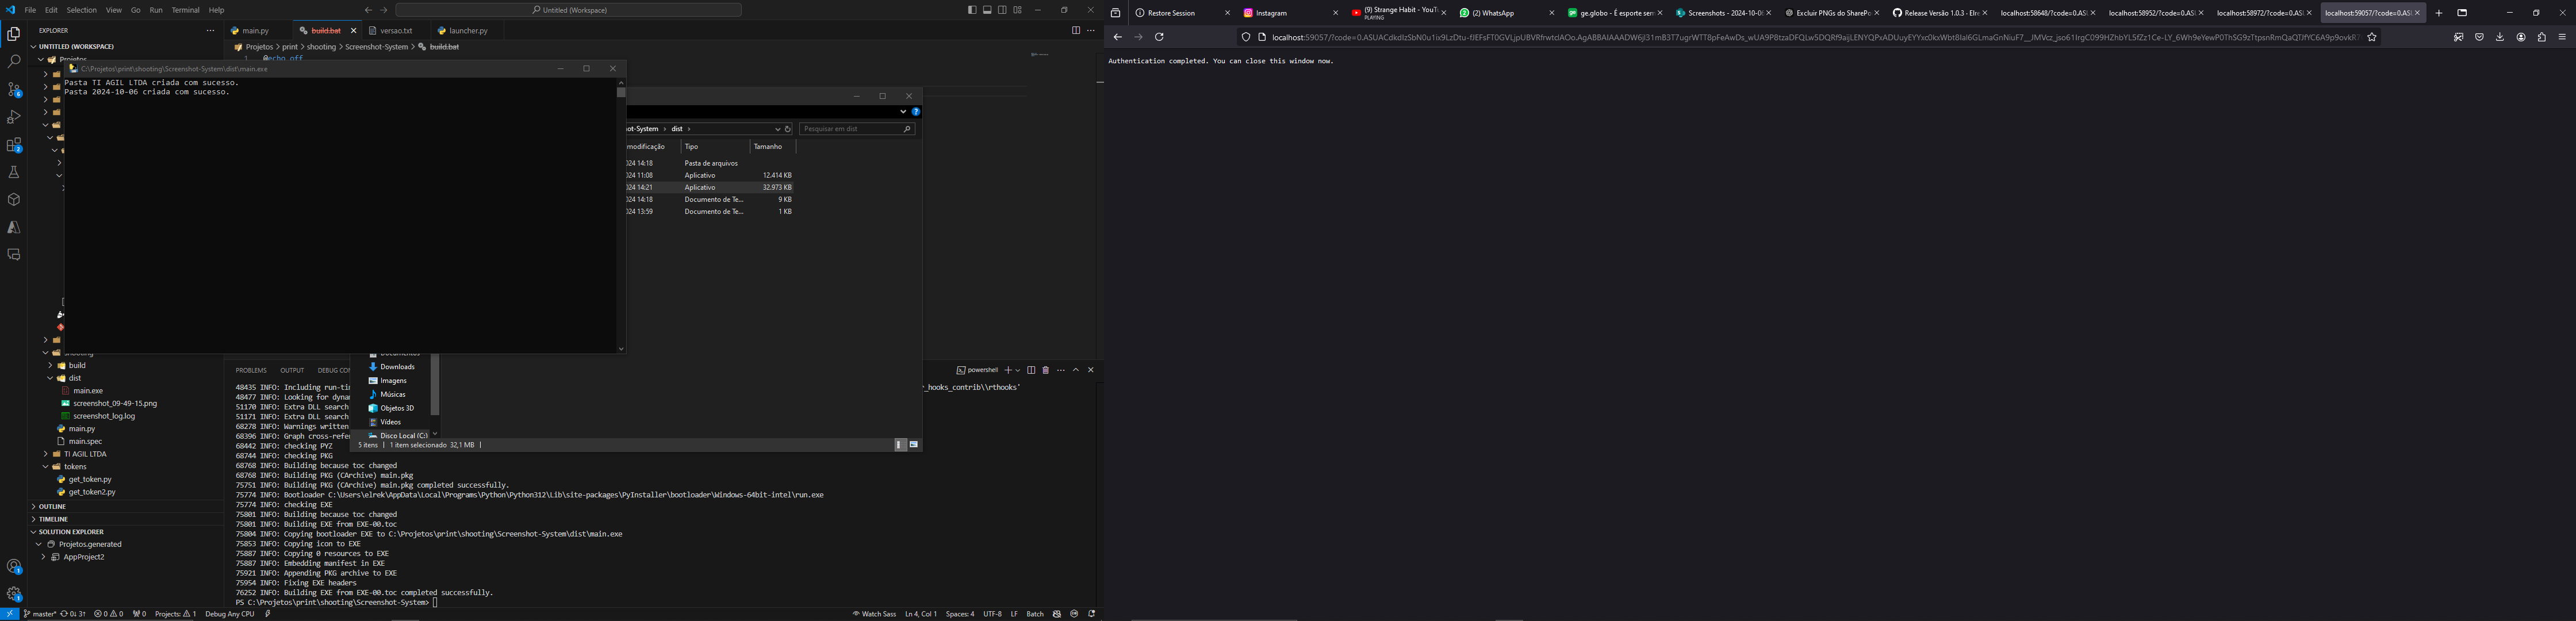 File Edit Selection View Go Run Terminal Help
Untitled (Workspace)
EXPLORER
UNTITLED (WORKSPACE)
Projetos
main.py
build.bat
versao.txt
launcher.py
Projetos > print > shooting > Screenshot-System > build.bat
1 @echo off
C:\Projetos\print\shooting\Screenshot-System\dist\main.exe
Pasta TI AGIL LTDA criada com sucesso.
Pasta 2024-10-06 criada com sucesso.
ot-System > dist >
Pesquisar em dist
modificação Tipo Tamanho
024 14:18 Pasta de arquivos
024 11:08 Aplicativo 12.414 KB
024 14:21 Aplicativo 32.973 KB
024 14:18 Documento de Te... 9 KB
024 13:59 Documento de Te... 1 KB
Documentos
Downloads
Imagens
Músicas
Objetos 3D
Vídeos
Disco Local (C:)
5 itens 1 item selecionado 32,1 MB
shooting
build
dist
main.exe
screenshot_09-49-15.png
screenshot_log.log
main.py
main.spec
TI AGIL LTDA
tokens
get_token.py
get_token2.py
OUTLINE
TIMELINE
SOLUTION EXPLORER
Projetos.generated
AppProject2
PROBLEMS OUTPUT DEBUG CON
powershell
48435 INFO: Including run-ti
r_hooks_contrib\\rthooks'
48477 INFO: Looking for dyna
51170 INFO: Extra DLL search
51171 INFO: Extra DLL search
68278 INFO: Warnings written
68396 INFO: Graph cross-refe
68442 INFO: checking PYZ
68744 INFO: checking PKG
68768 INFO: Building because toc changed
68768 INFO: Building PKG (CArchive) main.pkg
75751 INFO: Building PKG (CArchive) main.pkg completed successfully.
75774 INFO: Bootloader C:\Users\elrek\AppData\Local\Programs\Python\Python312\Lib\site-packages\PyInstaller\bootloader\Windows-64bit-intel\run.exe
75774 INFO: checking EXE
75801 INFO: Building because toc changed
75801 INFO: Building EXE from EXE-00.toc
75804 INFO: Copying bootloader EXE to C:\Projetos\print\shooting\Screenshot-System\dist\main.exe
75853 INFO: Copying icon to EXE
75887 INFO: Copying 0 resources to EXE
75887 INFO: Embedding manifest in EXE
75921 INFO: Appending PKG archive to EXE
75954 INFO: Fixing EXE headers
76252 INFO: Building EXE from EXE-00.toc completed successfully.
PS C:\Projetos\print\shooting\Screenshot-System>
master* 0↓ 3↑ 0 0 0 Projects: 1 Debug Any CPU
Watch Sass Ln 4, Col 1 Spaces: 4 UTF-8 LF Batch
Restore Session
Instagram
(9) Strange Habit - YouTu
PLAYING
(2) WhatsApp
ge.globo - É esporte sem
Screenshots - 2024-10-06
Excluir PNGs do SharePo
Release Versão 1.0.3 · Elre
localhost:58648/?code=0.ASU
localhost:58952/?code=0.ASU
localhost:58972/?code=0.ASU
localhost:59057/?code=0.ASU
Authentication completed. You can close this window now.